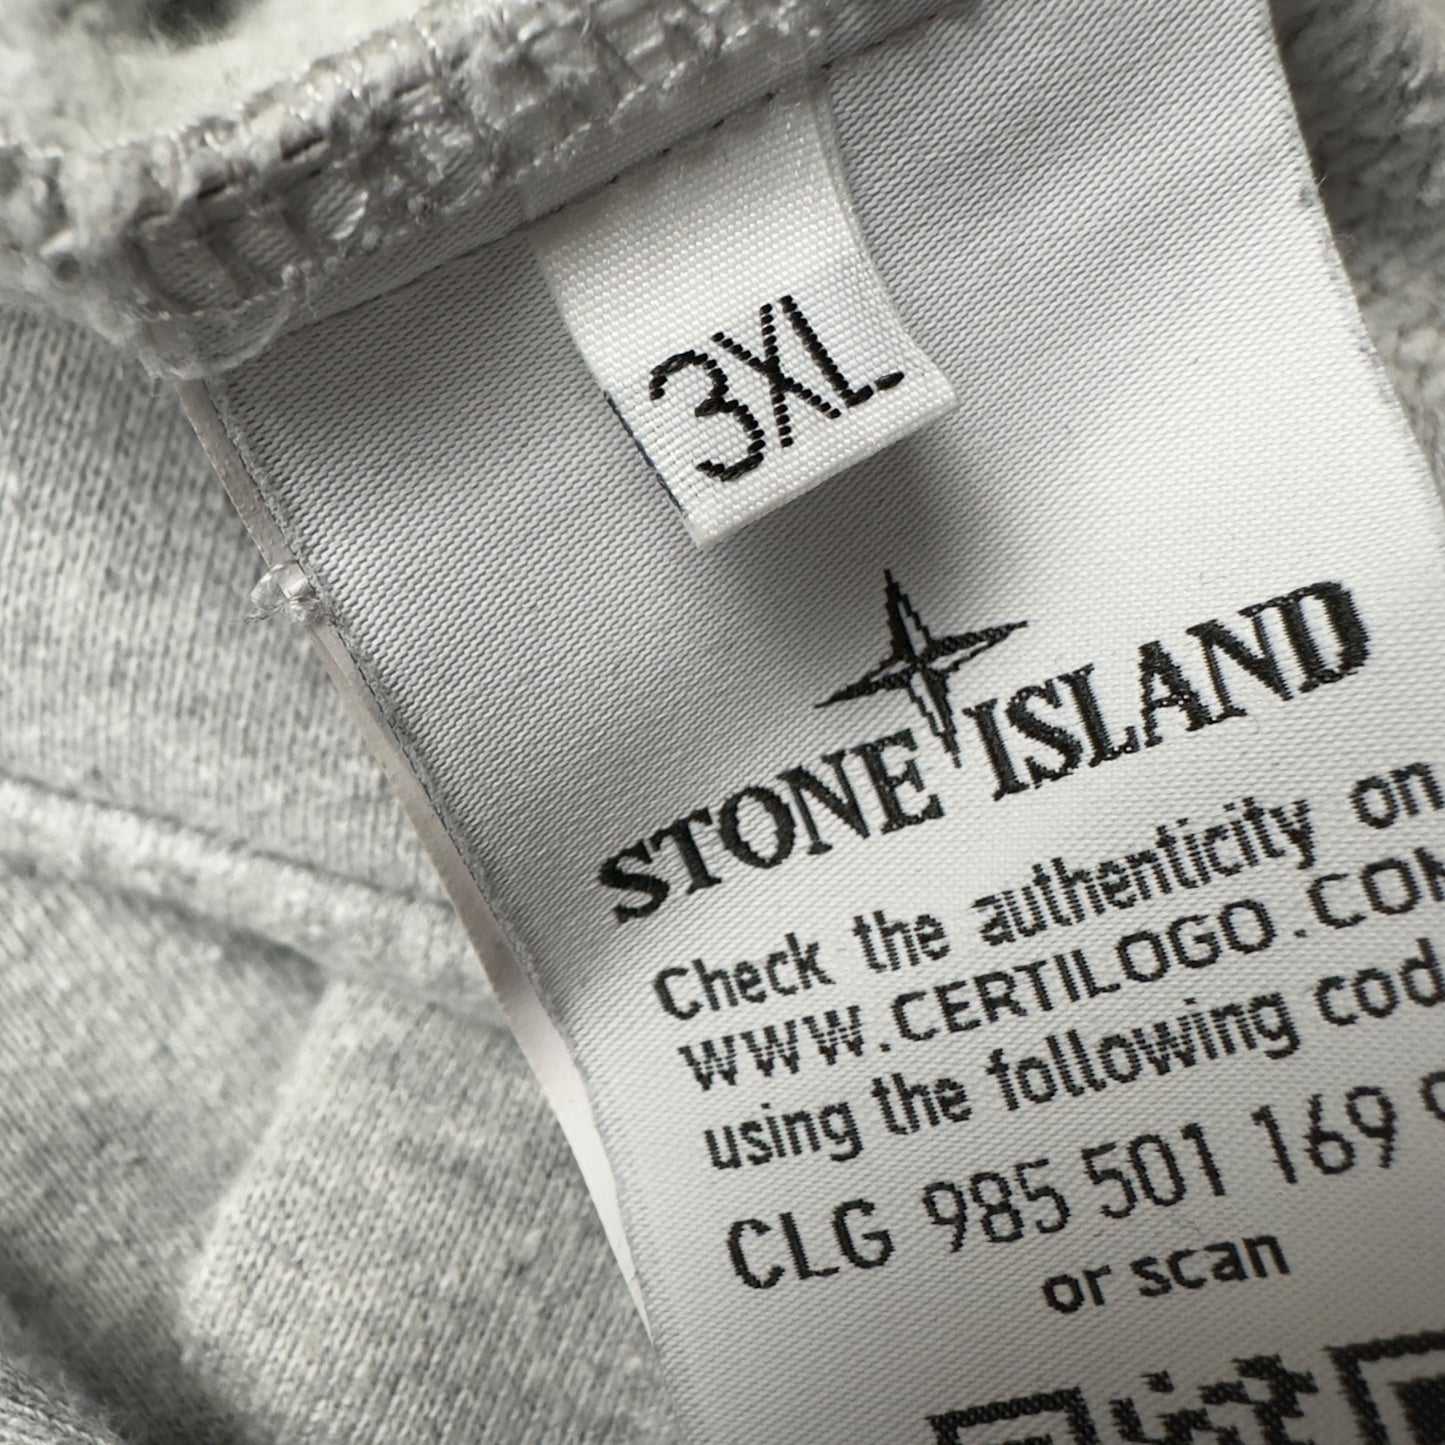 3XL
STONE ISLAND
Check the authenticity on
WWW.CERTILOGO.COM
using the following cod
CLG 985 501 169 9
or scan